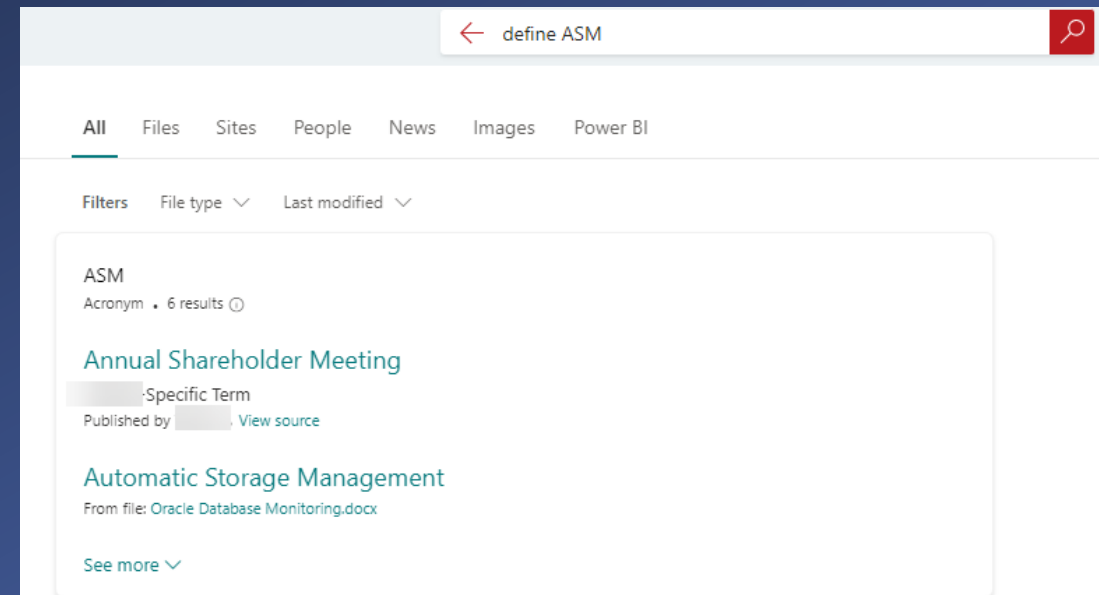 define ASM
All Files Sites People News Images Power BI
Filters File type Last modified
ASM
Acronym • 6 results
Annual Shareholder Meeting
-Specific Term
Published by View source
Automatic Storage Management
From file: Oracle Database Monitoring.docx
See more